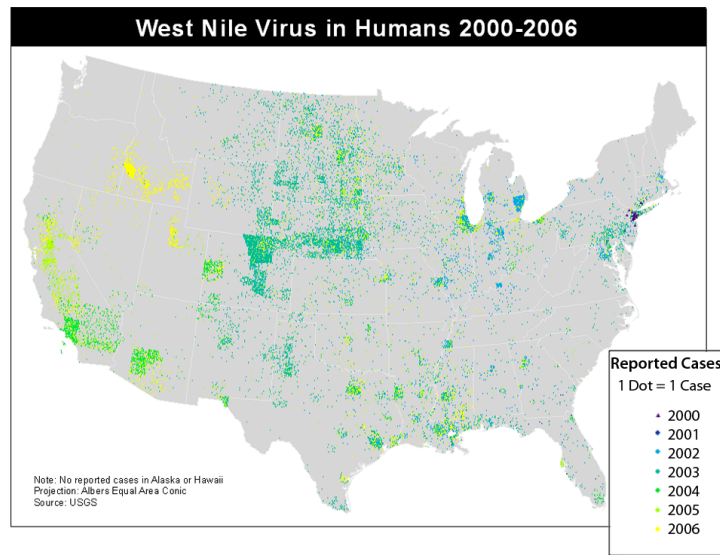 West Nile Virus in Humans 2000-2006
Note: No reported cases in Alaska or Hawaii
Projection: Albers Equal Area Conic
Source: USGS
Reported Cases
1 Dot = 1 Case
2000
2001
2002
2003
2004
2005
2006